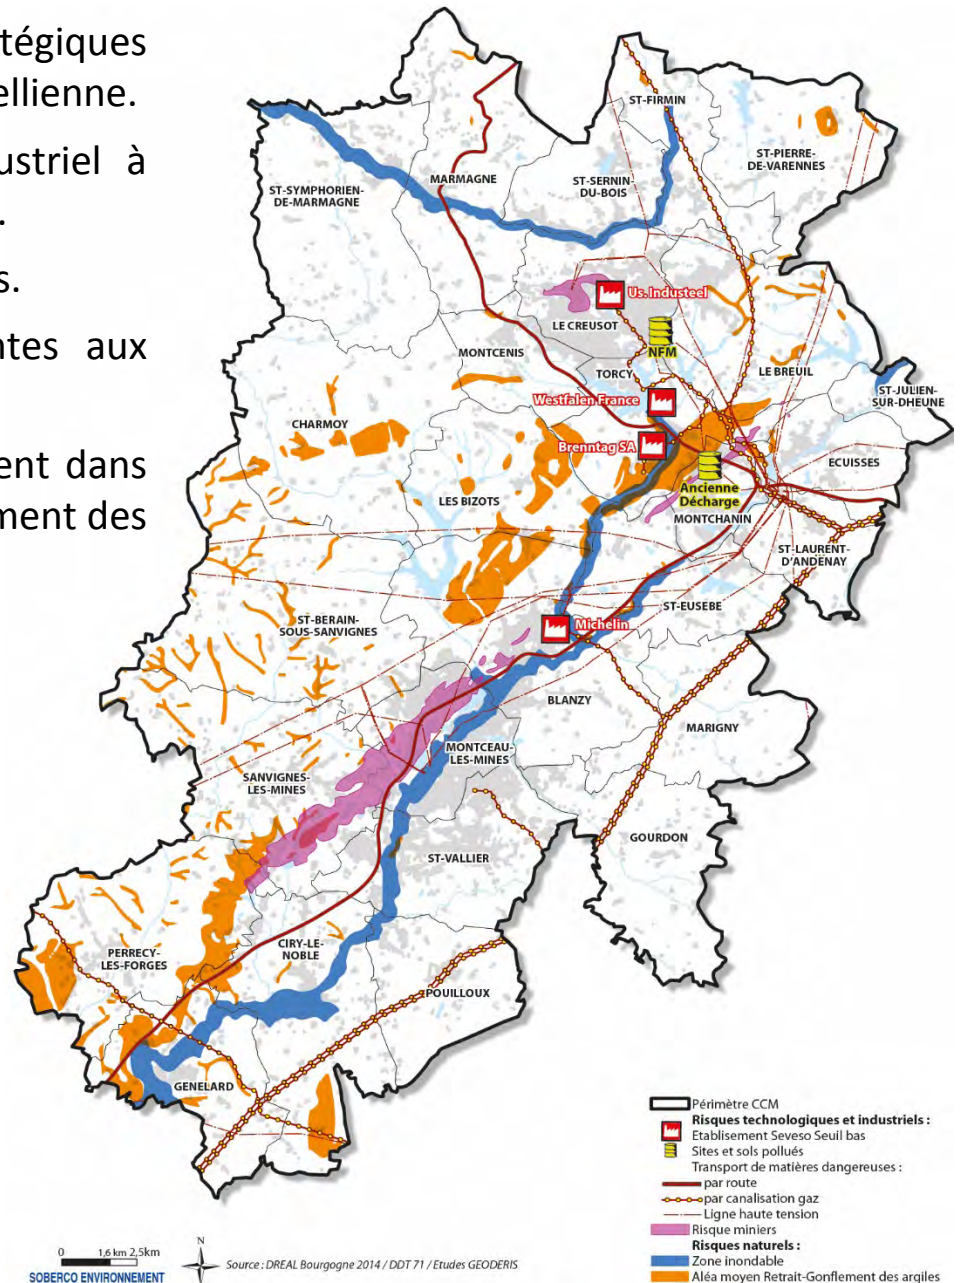 tégiques
ellienne.
ustriel à
.
s.
ntes aux
ent dans
ment des
ST-FIRMIN
ST-PIERRE-
DE-VARENNES
MARMAGNE
ST-SERNIN
DU-BOIS
ST-SYMPHORIEN-
DE-MARMAGNE
Us. Industeel
LE CREUSOT
NFM
MONTCENIS
TORCY
LE BREUIL
ST-JULIEN-
SUR-DHEUNE
Westfalen France
CHARMOY
Brenntag SA
ECUISSES
Ancienne
Décharge
LES BIZOTS
MONTCHANIN
ST-LAURENT-
D'ANDENAY
ST-EUSEBE
ST-BERAIN-
SOUS-SANVIGNES
Michelin
BLANZY
MARIGNY
MONTCEAU-
LES-MINES
SANVIGNES-
LES-MINES
GOURDON
ST-VALLIER
CIRY-LE-
NOBLE
PERRECY-
LES-FORGES
POUILLOUX
GENELARD
Périmètre CCM
Risques technologiques et industriels :
Etablisement Seveso Seuil bas
Sites et sols pollués
Transport de matières dangereuses :
par route
par canalisation gaz
Ligne haute tension
Risque miniers
Risques naturels :
Zone inondable
Aléa moyen Retrait-Gonflement des argiles
0 1,6 km 2,5km
SOBERCO ENVIRONNEMENT
N
Source : DREAL Bourgogne 2014 / DDT 71 / Etudes GEODERIS